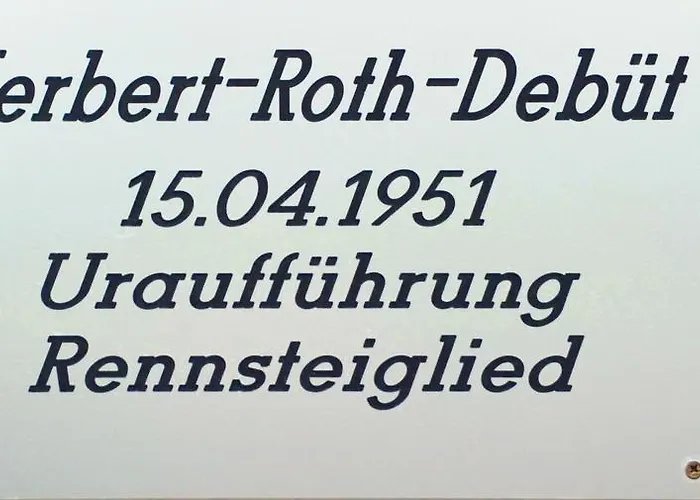 erbert-Roth-Debüt
15.04.1951
Uraufführung
Rennsteiglied